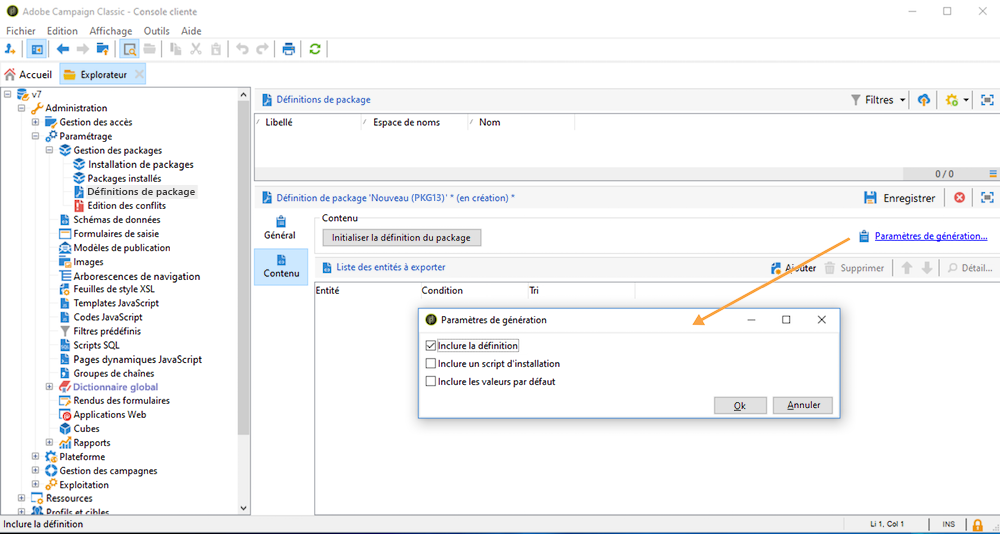 Adobe Campaign Classic - Console cliente
Fichier Edition Affichage Outils Aide
Accueil Explorateur
v7
Administration
Gestion des accès
Paramétrage
Gestion des packages
Installation de packages
Packages installés
Définitions de package
Edition des conflits
Schémas de données
Formulaires de saisie
Modèles de publication
Images
Arborescences de navigation
Feuilles de style XSL
Templates JavaScript
Codes JavaScript
Filtres prédéfinis
Scripts SQL
Pages dynamiques JavaScript
Groupes de chaînes
Dictionnaire global
Rendus des formulaires
Applications Web
Cubes
Rapports
Plateforme
Gestion des campagnes
Exploitation
Ressources
Profils et cibles
Définitions de package Filtres
Libellé Espace de noms Nom
0 / 0
Définition de package 'Nouveau (PKG13)' * (en création) * Enregistrer
Général
Contenu
Contenu
Initialiser la définition du package Paramètres de génération...
Liste des entités à exporter Ajouter Supprimer Détail...
Entité Condition Tri
Paramètres de génération
Inclure la définition
Inclure un script d'installation
Inclure les valeurs par défaut
Ok Annuler
Inclure la définition Li 1, Col 1 INS